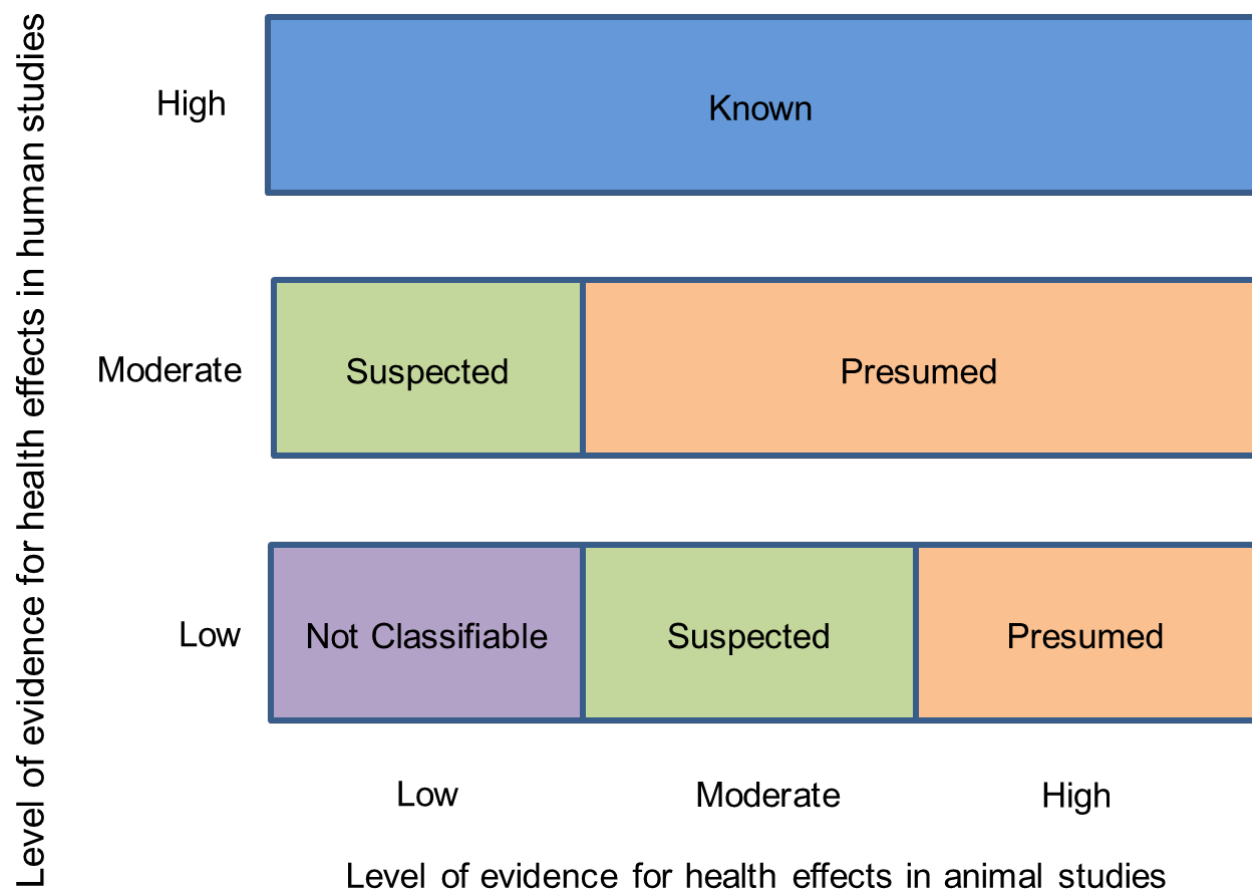 Level of evidence for health effects in human studies
High
Known
Moderate
Suspected
Presumed
Low
Not Classifiable
Suspected
Presumed
Low
Moderate
High
Level of evidence for health effects in animal studies